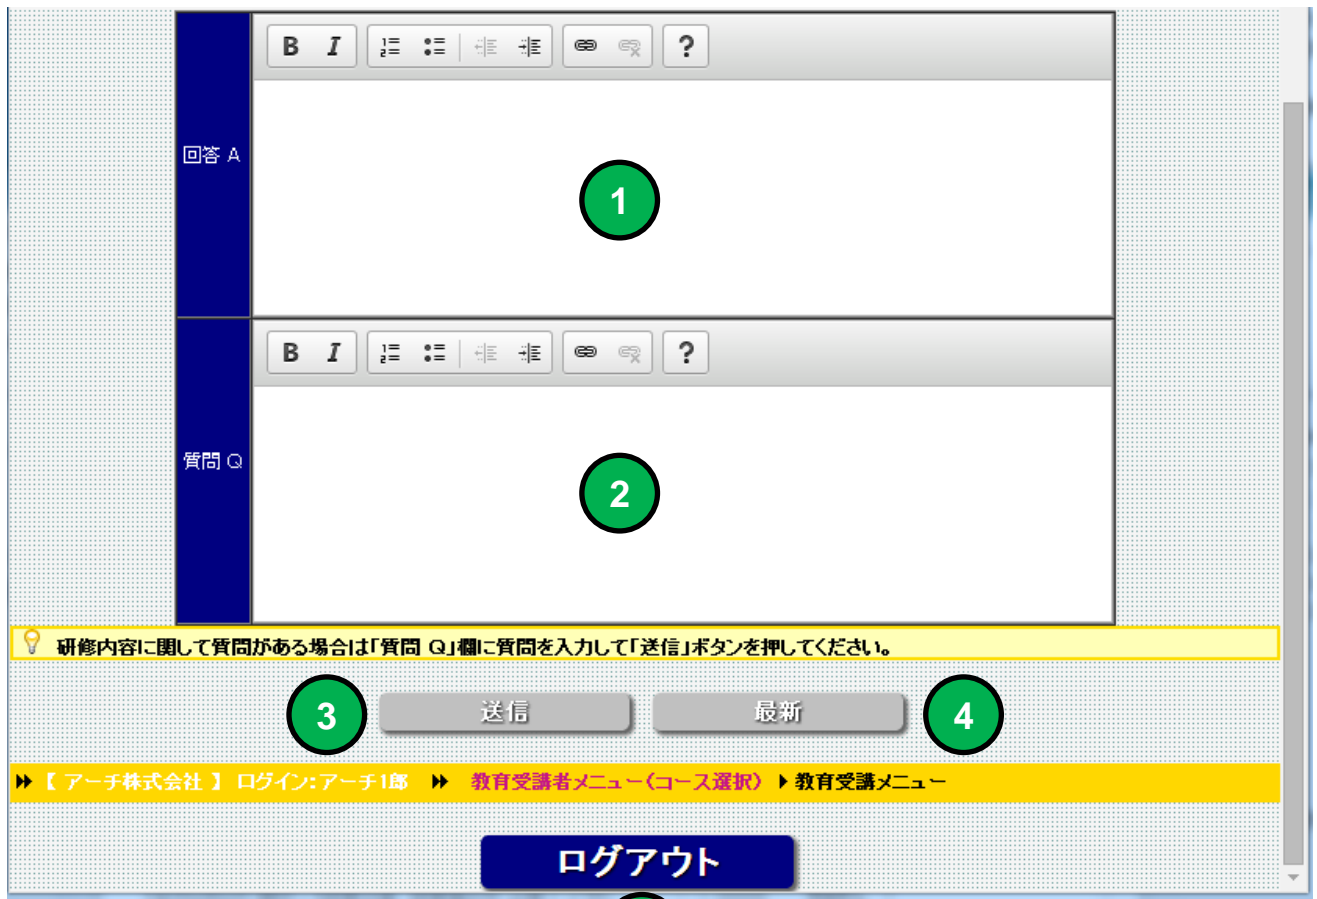 B I ?
回答 A
1
B I ?
質問 Q
2
研修内容に関して質問がある場合は「質問 Q」欄に質問を入力して「送信」ボタンを押してください。
3 送信 最新 4
【 アーチ株式会社 】 ログイン:アーチ1郎 教育受講者メニュー(コース選択) 教育受講メニュー
ログアウト